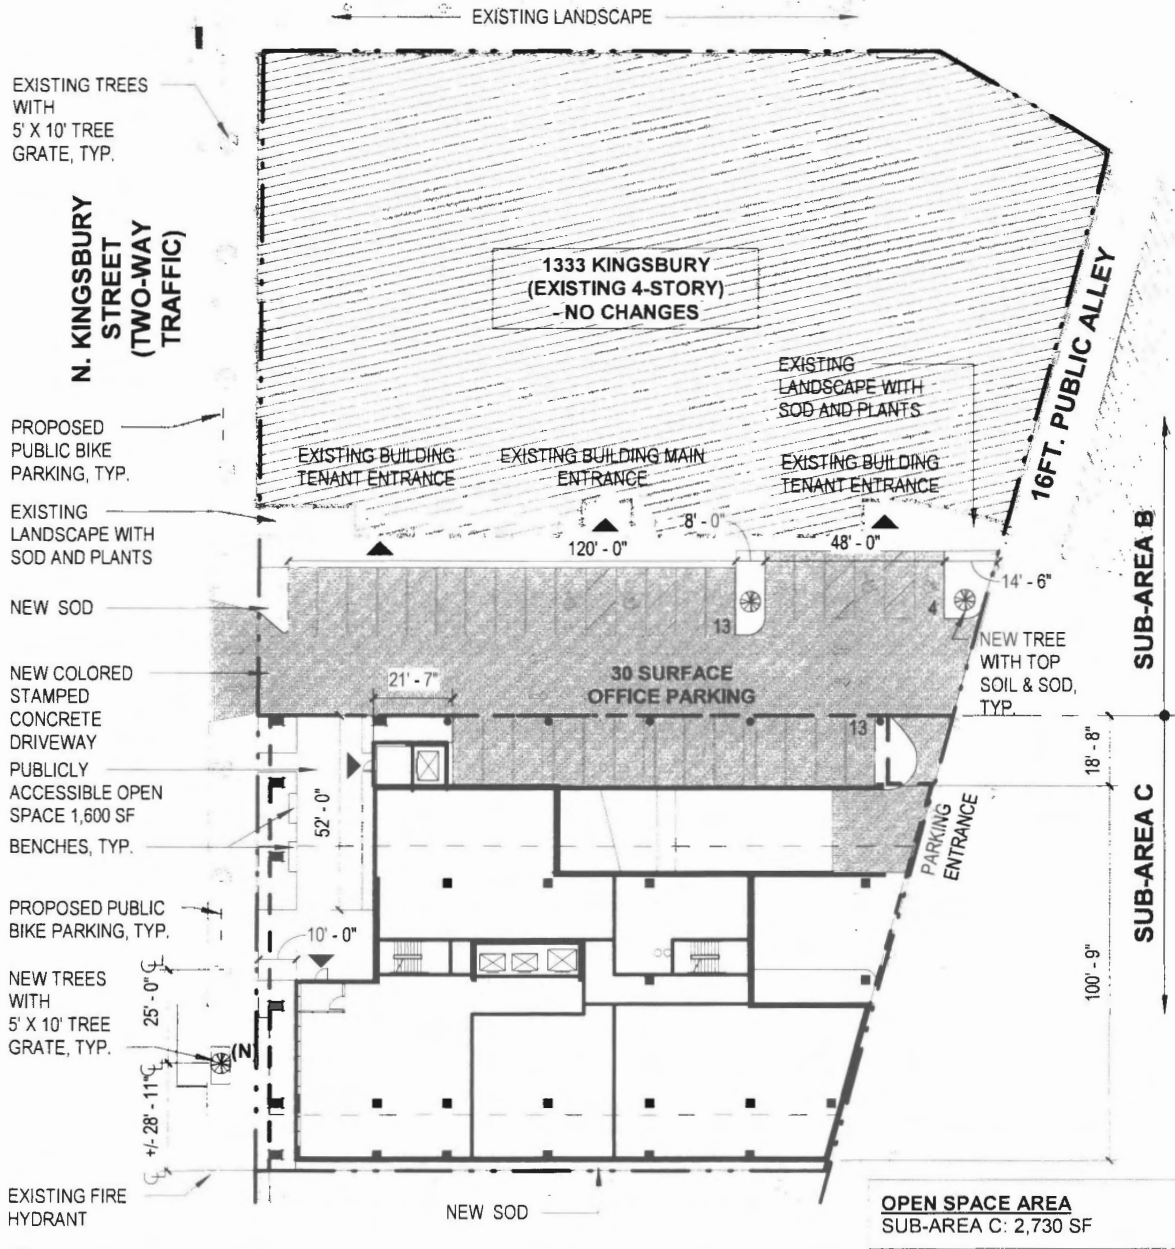 EXISTING LANDSCAPE
EXISTING TREES
WITH
5' X 10' TREE
GRATE, TYP.
N. KINGSBURY
STREET
(TWO-WAY
TRAFFIC)
1333 KINGSBURY
(EXISTING 4-STORY)
- NO CHANGES
16FT. PUBLIC ALLEY
EXISTING
LANDSCAPE WITH
SOD AND PLANTS
PROPOSED
PUBLIC BIKE
PARKING, TYP.
EXISTING BUILDING
TENANT ENTRANCE
EXISTING BUILDING MAIN
ENTRANCE
EXISTING BUILDING
TENANT ENTRANCE
EXISTING
LANDSCAPE WITH
SOD AND PLANTS
8' - 0"
120' - 0"
48' - 0"
14' - 6"
SUB-AREA B
NEW SOD
13
4
NEW TREE
WITH TOP
SOIL & SOD,
TYP.
NEW COLORED
STAMPED
CONCRETE
DRIVEWAY
21' - 7"
30 SURFACE
OFFICE PARKING
13
18' - 8"
PUBLICLY
ACCESSIBLE OPEN
SPACE 1,600 SF
52' - 0"
BENCHES, TYP.
PARKING
ENTRANCE
SUB-AREA C
PROPOSED PUBLIC
BIKE PARKING, TYP.
10' - 0"
100' - 9"
NEW TREES
WITH
5' X 10' TREE
GRATE, TYP.
25' - 0"
(N)
+/- 28' - 11"
EXISTING FIRE
HYDRANT
NEW SOD
OPEN SPACE AREA
SUB-AREA C: 2,730 SF